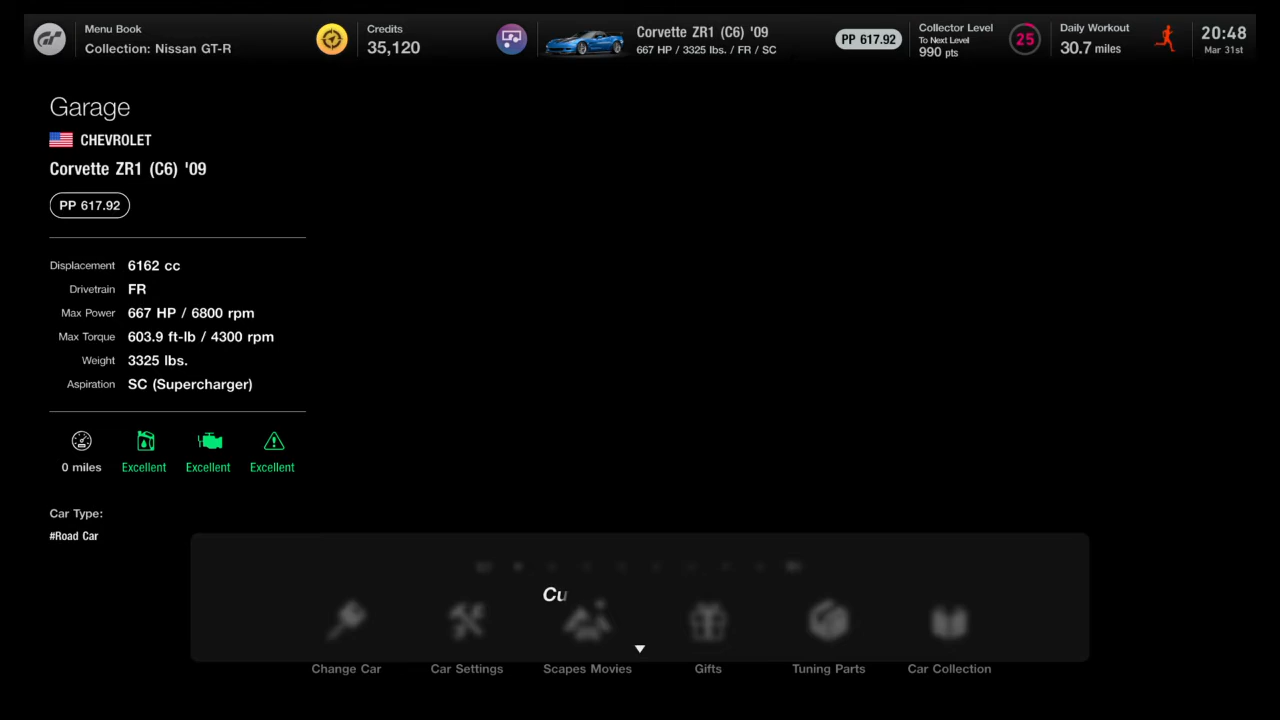 Menu Book
Collection: Nissan GT-R
Credits
35,120
Corvette ZR1 (C6) '09
667 HP / 3325 lbs. / FR / SC
PP 617.92
Collector Level
To Next Level
990 pts
25
Daily Workout
30.7 miles
20:48
Mar 31st
Garage
CHEVROLET
Corvette ZR1 (C6) '09
PP 617.92
Displacement 6162 cc
Drivetrain FR
Max Power 667 HP / 6800 rpm
Max Torque 603.9 ft-lb / 4300 rpm
Weight 3325 lbs.
Aspiration SC (Supercharger)
0 miles Excellent Excellent Excellent
Car Type:
#Road Car
Cu
Change Car Car Settings Scapes Movies Gifts Tuning Parts Car Collection